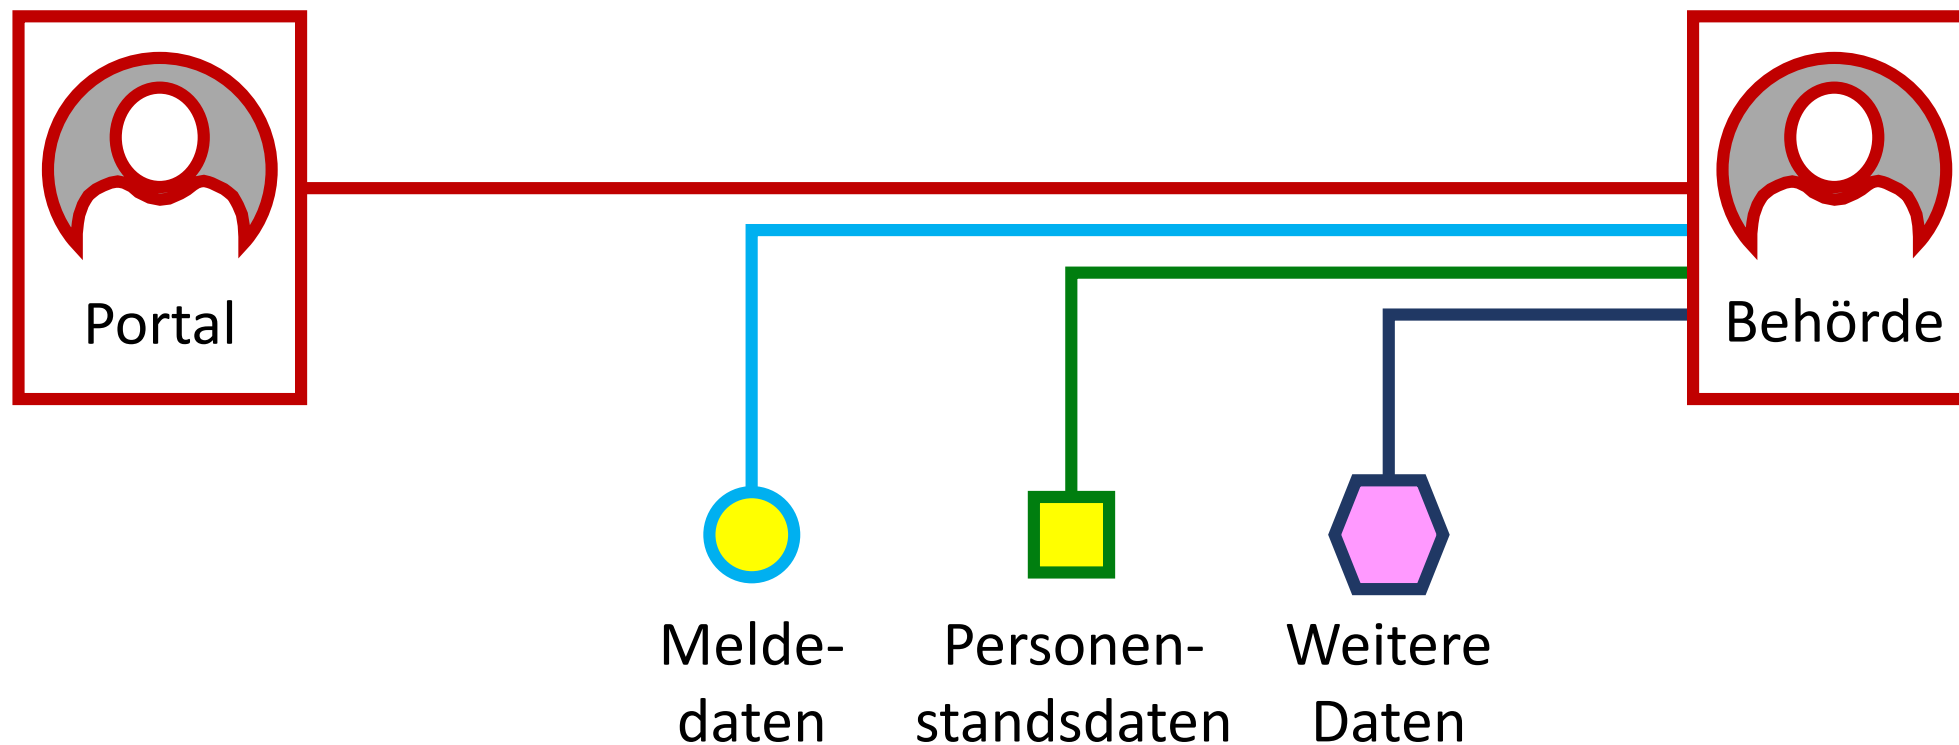 Portal
Behörde
Melde-
daten
Personen-
standsdaten
Weitere
Daten